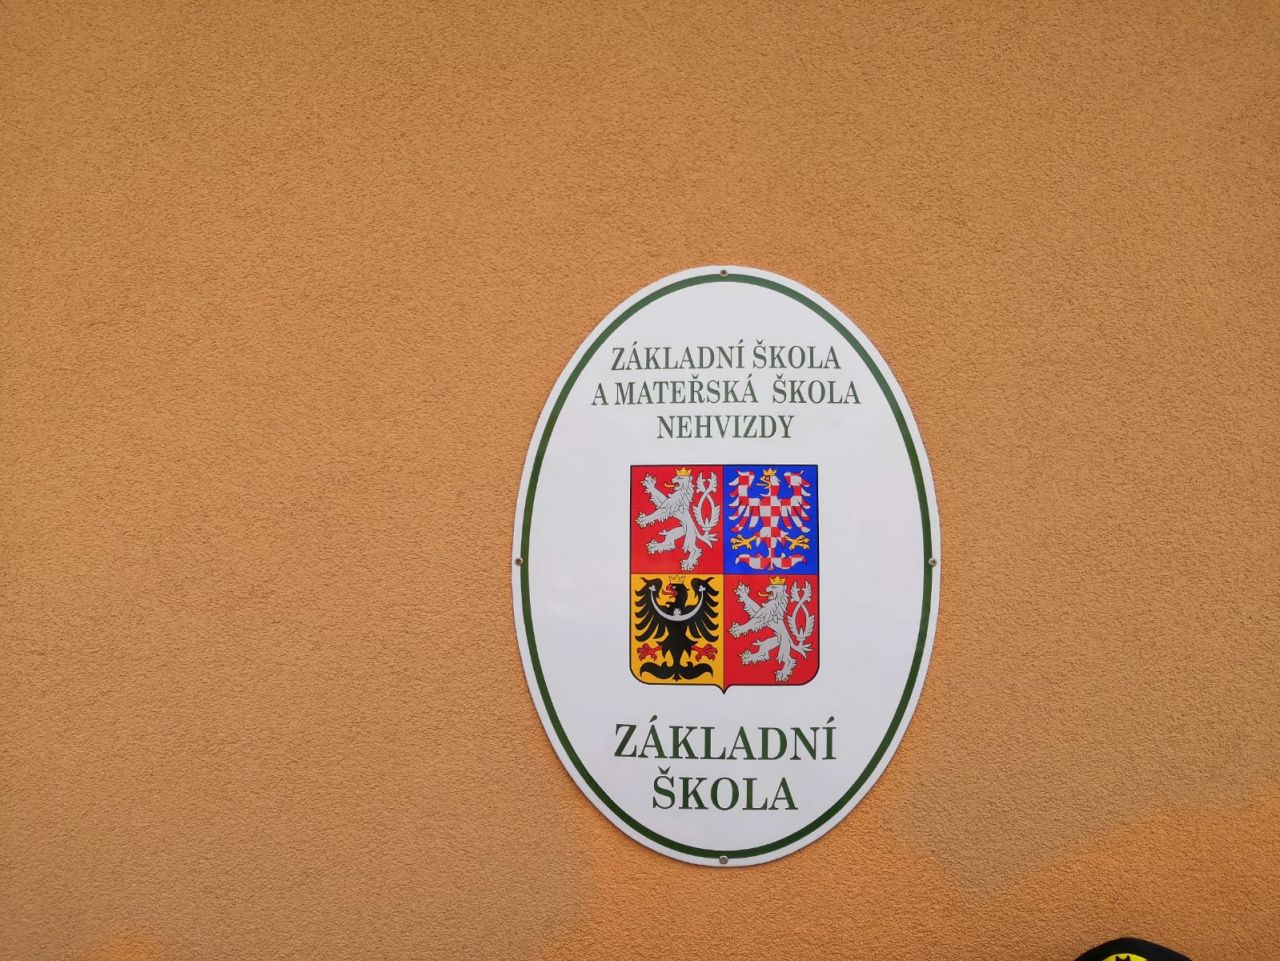 ZÁKLADNÍ ŠKOLA
A MATEŘSKÁ ŠKOLA
NEHVIZDY
ZÁKLADNÍ
ŠKOLA